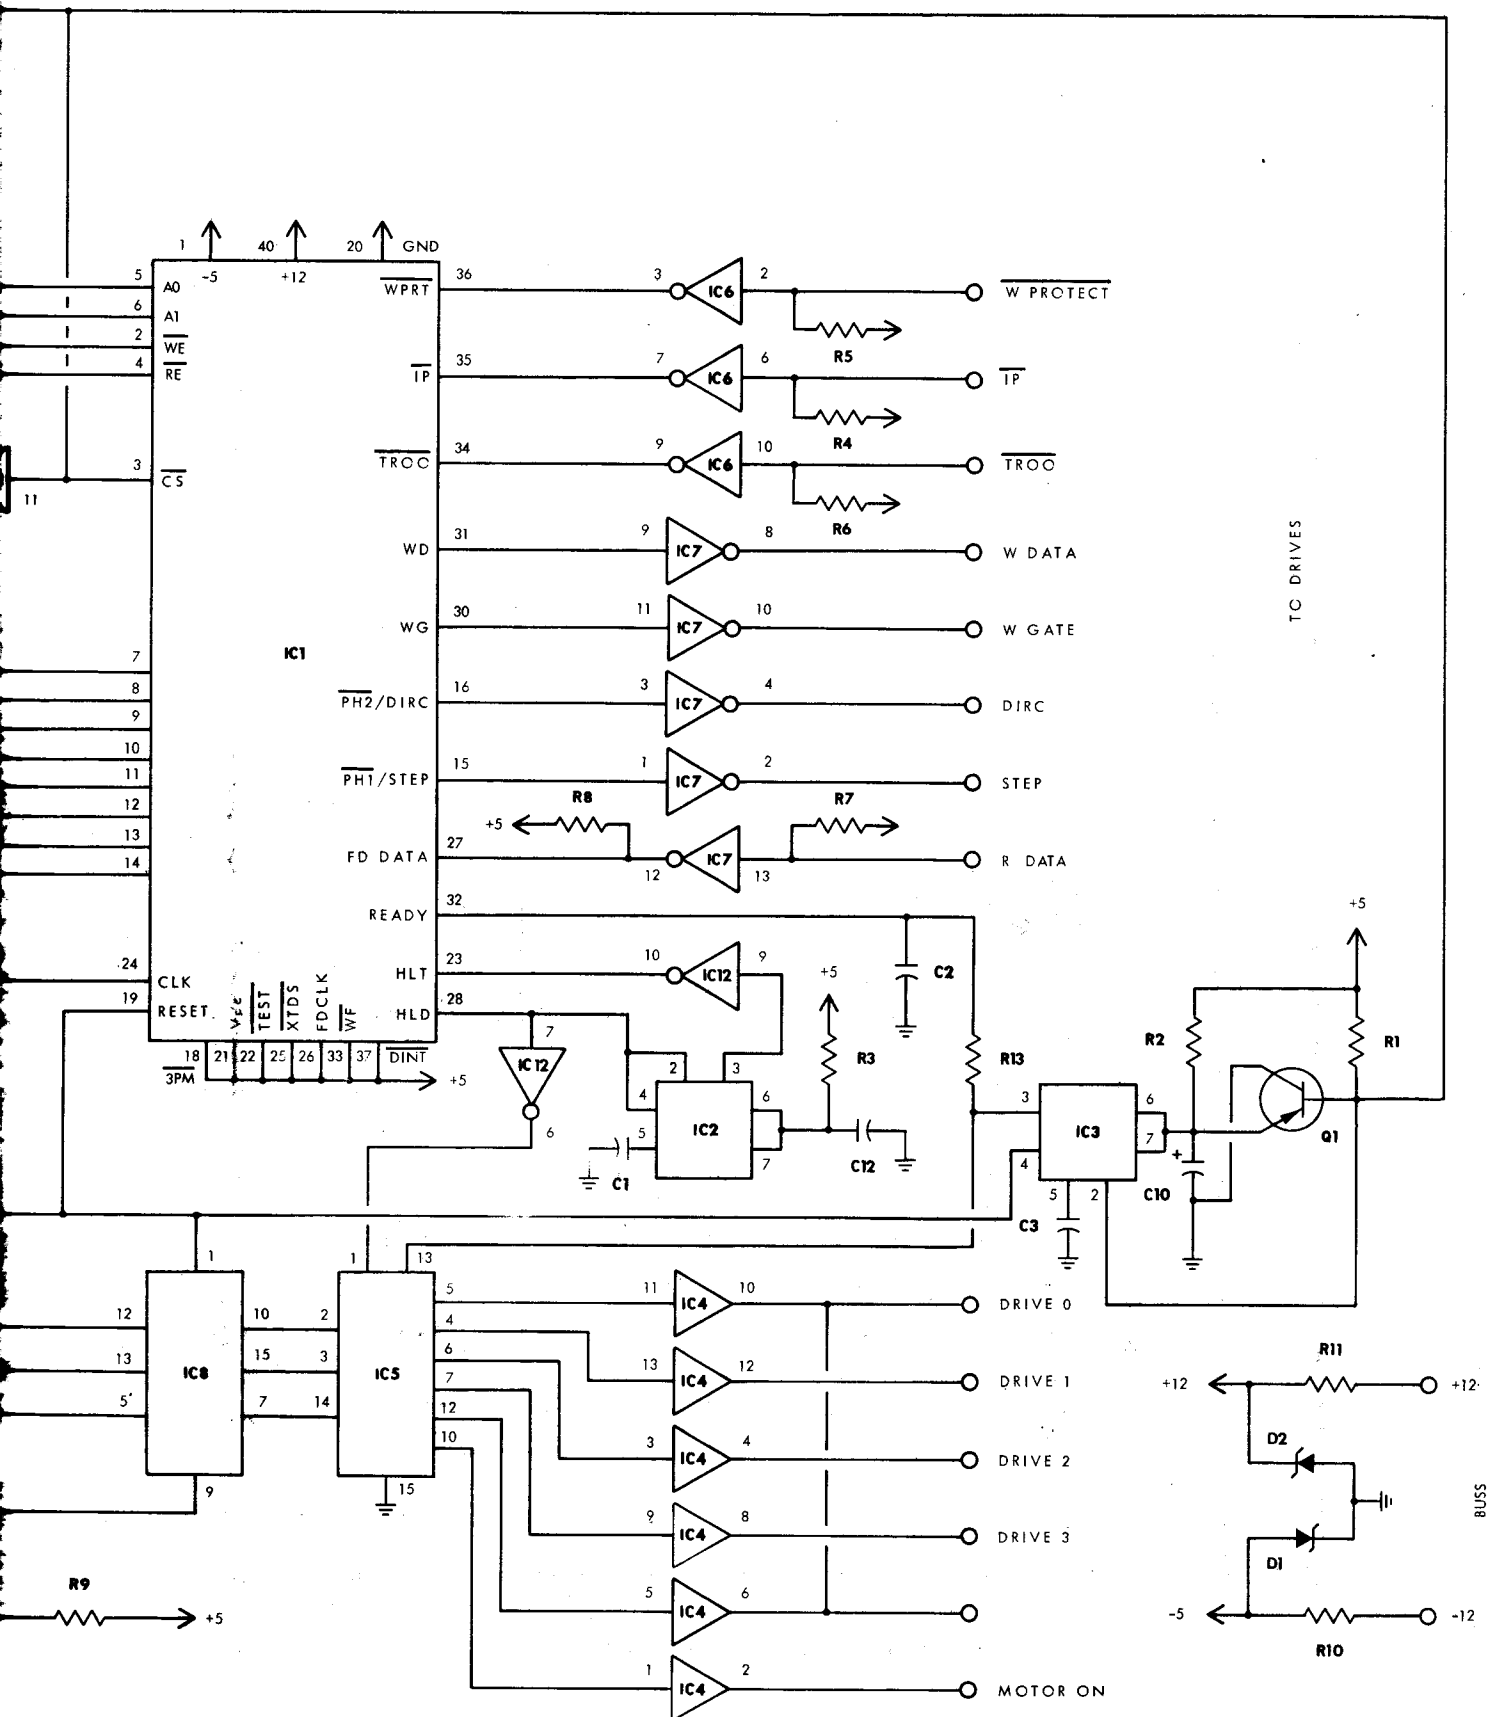 1
40
20
GND
-5
+12
5
A0
6
A1
2
WE
4
RE
3
CS
11
WPRT
36
3
IC6
2
W PROTECT
R5
IP
35
7
IC6
6
IP
R4
TROO
34
9
IC6
10
TROO
R6
WD
31
9
IC7
8
W DATA
WG
30
11
IC7
10
W GATE
IC1
PH2/DIRC
16
3
IC7
4
DIRC
PH1/STEP
15
1
IC7
2
STEP
TO DRIVES
7
8
9
10
11
12
13
14
R8
+5
R7
FD DATA
27
12
IC7
13
R DATA
READY
32
C2
24
CLK
19
RESET
HLT
23
10
IC12
9
HLD
28
7
IC12
6
TEST
XTDS
FDCLK
WF
18
21
22
25
26
33
37
DINT
3PM
+5
+5
R3
R13
2
3
4
5
6
7
IC2
C1
C12
+5
R2
R1
3
4
IC3
6
7
5
2
Q1
+
C10
C3
1
12
10
13
15
5
7
IC8
9
1
13
2
3
14
IC5
15
5
4
6
7
12
10
11
IC4
10
DRIVE 0
13
IC4
12
DRIVE 1
3
IC4
4
DRIVE 2
9
IC4
8
DRIVE 3
5
IC4
6
1
IC4
2
MOTOR ON
R9
+5
R11
+12
+12
D2
D1
-5
-12
R10
BUSS